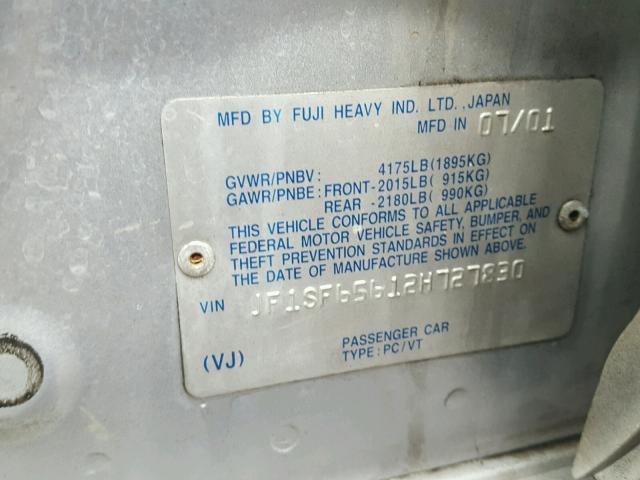 MFD BY FUJI HEAVY IND. LTD., JAPAN
MFD IN 07/01
GVWR/PNBV: 4175LB(1895KG)
GAWR/PNBE: FRONT-2015LB( 915KG)
REAR -2180LB( 990KG)
THIS VEHICLE CONFORMS TO ALL APPLICABLE
FEDERAL MOTOR VEHICLE SAFETY, BUMPER, AND
THEFT PREVENTION STANDARDS IN EFFECT ON
THE DATE OF MANUFACTURE SHOWN ABOVE.
VIN
PASSENGER CAR
(VJ) TYPE: PC/VT